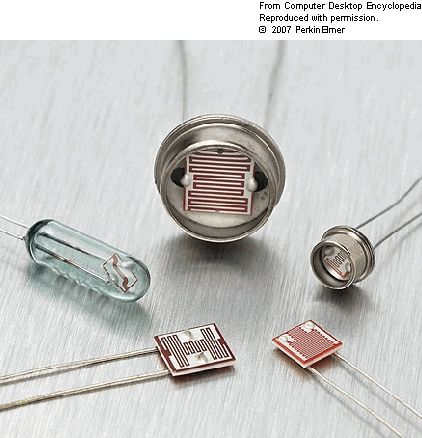 From Computer Desktop Encyclopedia
Reproduced with permission.
© 2007 PerkinElmer